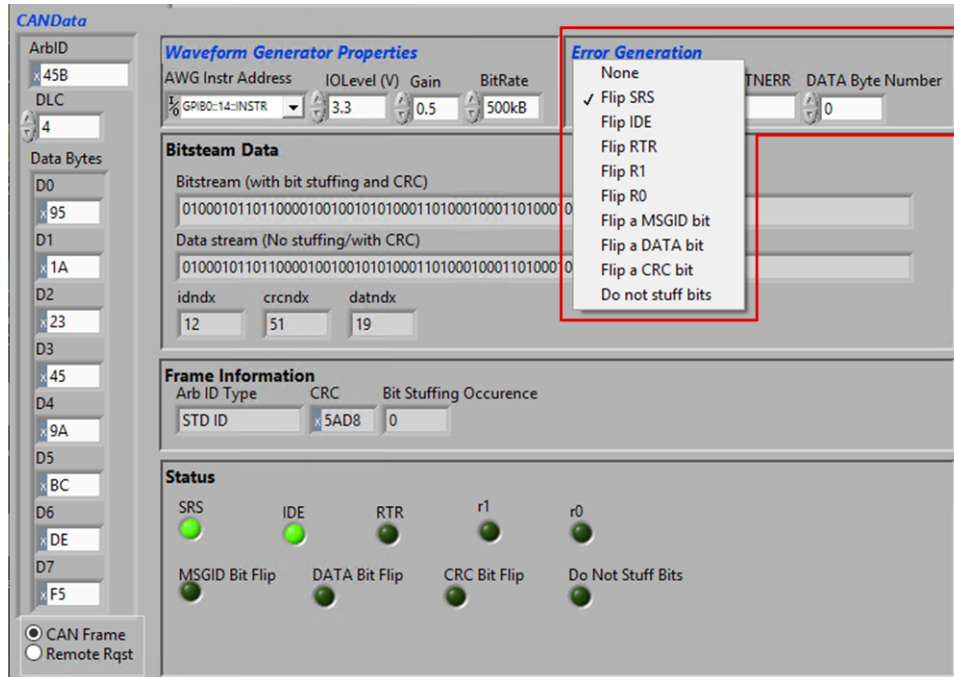 CANData
ArbID
x 45B
DLC
4
Data Bytes
D0
x 95
D1
x 1A
D2
x 23
D3
x 45
D4
x 9A
D5
x BC
D6
x DE
D7
x F5
CAN Frame
Remote Rqst
Waveform Generator Properties
AWG Instr Address IOLevel (V) Gain BitRate
GPIB0::14::INSTR 3.3 0.5 500kB
Error Generation
None
✓ Flip SRS
Flip IDE
Flip RTR
Flip R1
Flip R0
Flip a MSGID bit
Flip a DATA bit
Flip a CRC bit
Do not stuff bits
TNERR DATA Byte Number
0
Bitsteam Data
Bitstream (with bit stuffing and CRC)
Data stream (No stuffing/with CRC)
idndx crcndx datndx
12 51 19
Frame Information
Arb ID Type CRC Bit Stuffing Occurence
STD ID x 5AD8 0
Status
SRS IDE RTR r1 r0
MSGID Bit Flip DATA Bit Flip CRC Bit Flip Do Not Stuff Bits